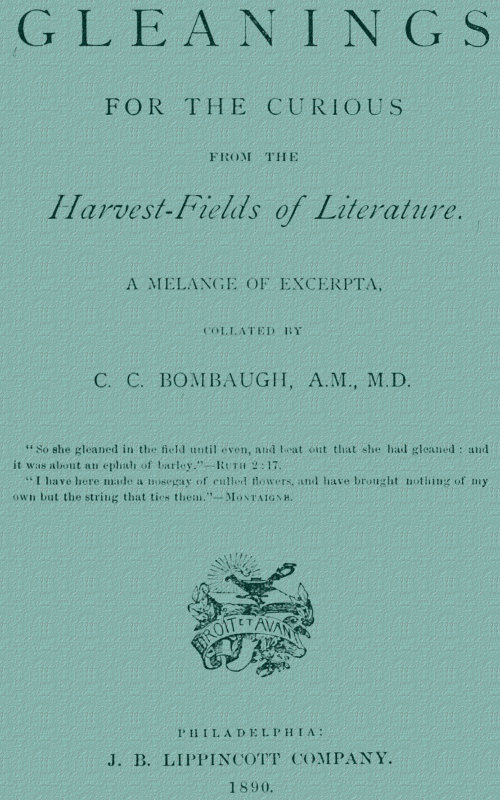 GLEANINGS
FOR THE CURIOUS
FROM THE
Harvest-Fields of Literature.
A MELANGE OF EXCERPTA,
COLLATED BY
C. C. BOMBAUGH, A.M., M.D.
“So she gleaned in the field until even, and beat out that she had gleaned : and
it was about an ephah of barley.”—RUTH 2 : 17.
“I have here made a nosegay of culled flowers, and have brought nothing of my
own but the string that ties them.”—MONTAIGNE.
DROIT ET AVANT
PHILADELPHIA:
J. B. LIPPINCOTT COMPANY.
1890.